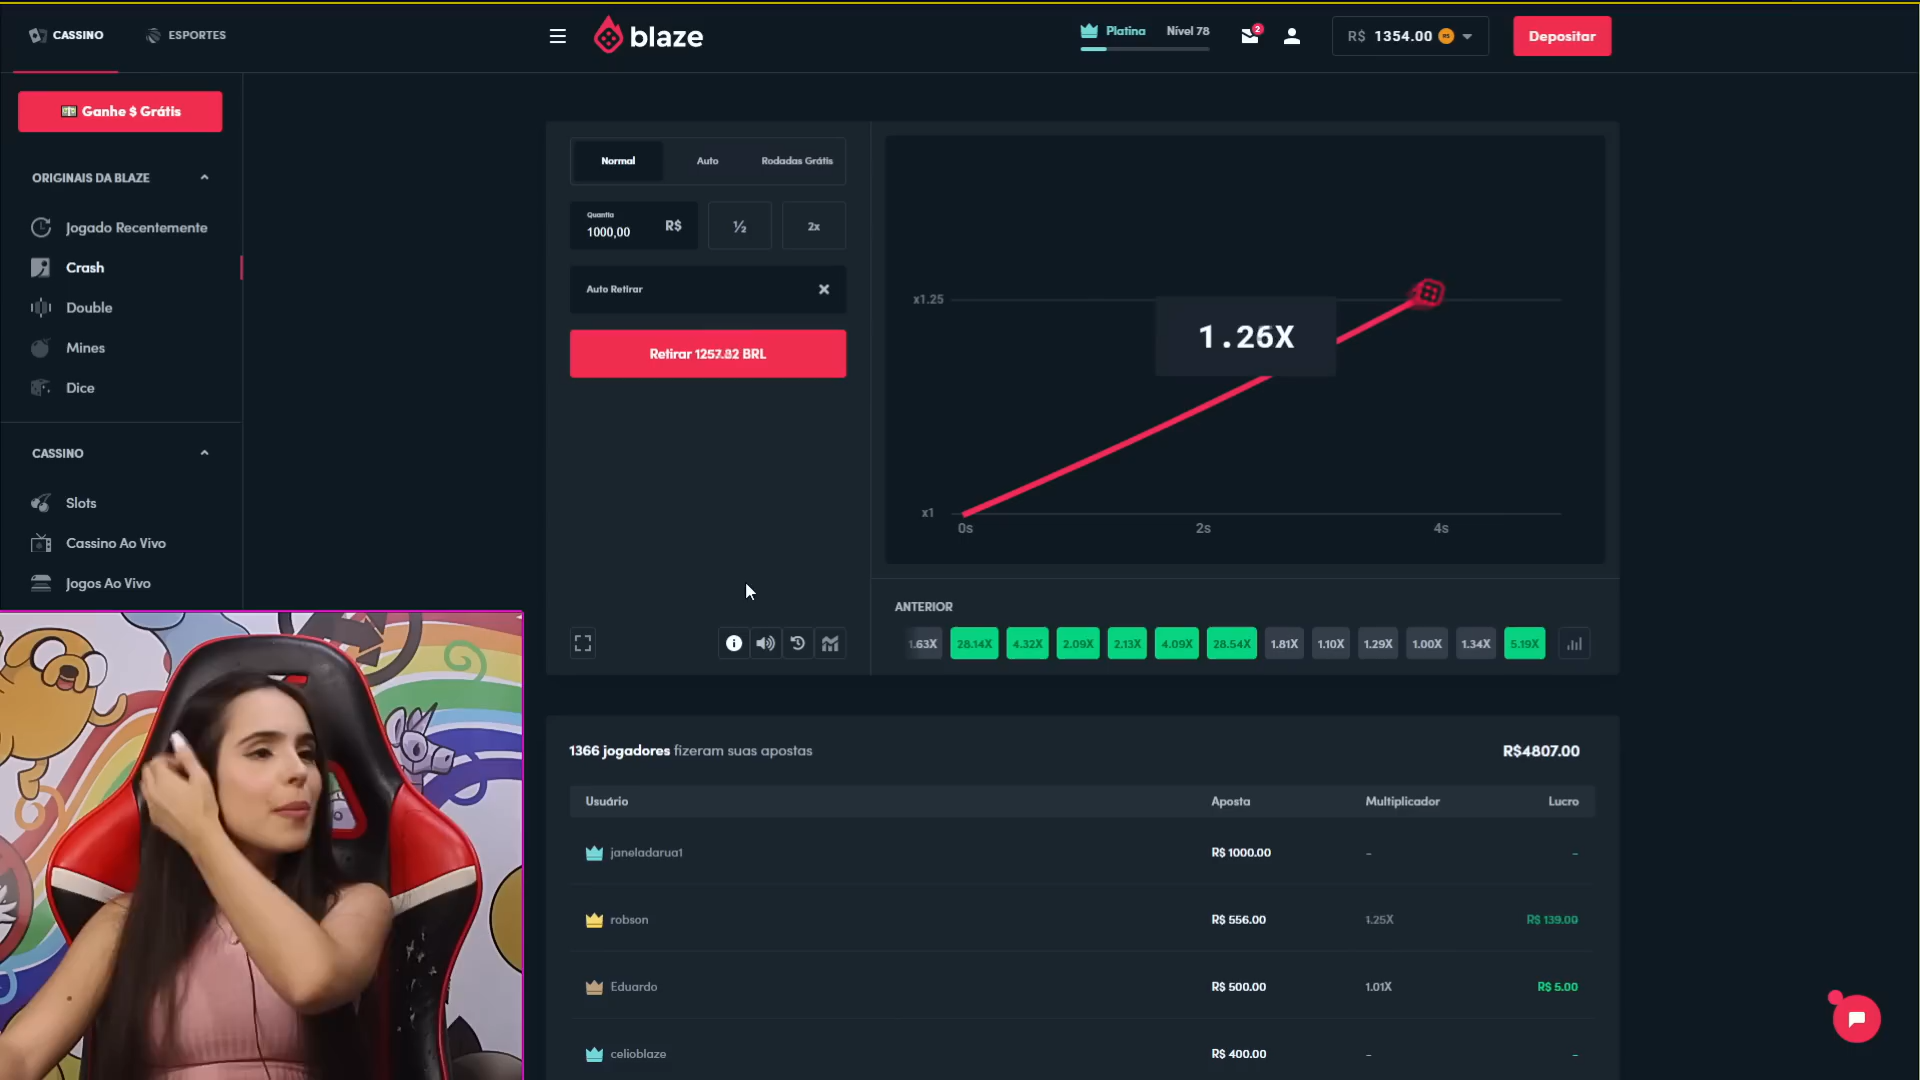 CASSINO
ESPORTES
blaze
Platina
Nível 78
2
R$ 1354.00
Depositar
Ganhe $ Grátis
ORIGINAIS DA BLAZE
Jogado Recentemente
Crash
Double
Mines
Dice
CASSINO
Slots
Cassino Ao Vivo
Jogos Ao Vivo
Normal
Auto
Rodadas Grátis
Quantia
1000,00
R$
½
2x
Auto Retirar
Retirar 1257.82 BRL
x1.25
1.26X
x1
0s
2s
4s
ANTERIOR
1.63X
28.14X
4.32X
2.09X
2.13X
4.09X
28.54X
1.81X
1.10X
1.29X
1.00X
1.34X
5.19X
1366 jogadores fizeram suas apostas
R$4807.00
Usuário Aposta Multiplicador Lucro
janeladarua1 R$ 1000.00 - -
robson R$ 556.00 1.25X R$ 139.00
Eduardo R$ 500.00 1.01X R$ 5.00
celioblaze R$ 400.00 - -